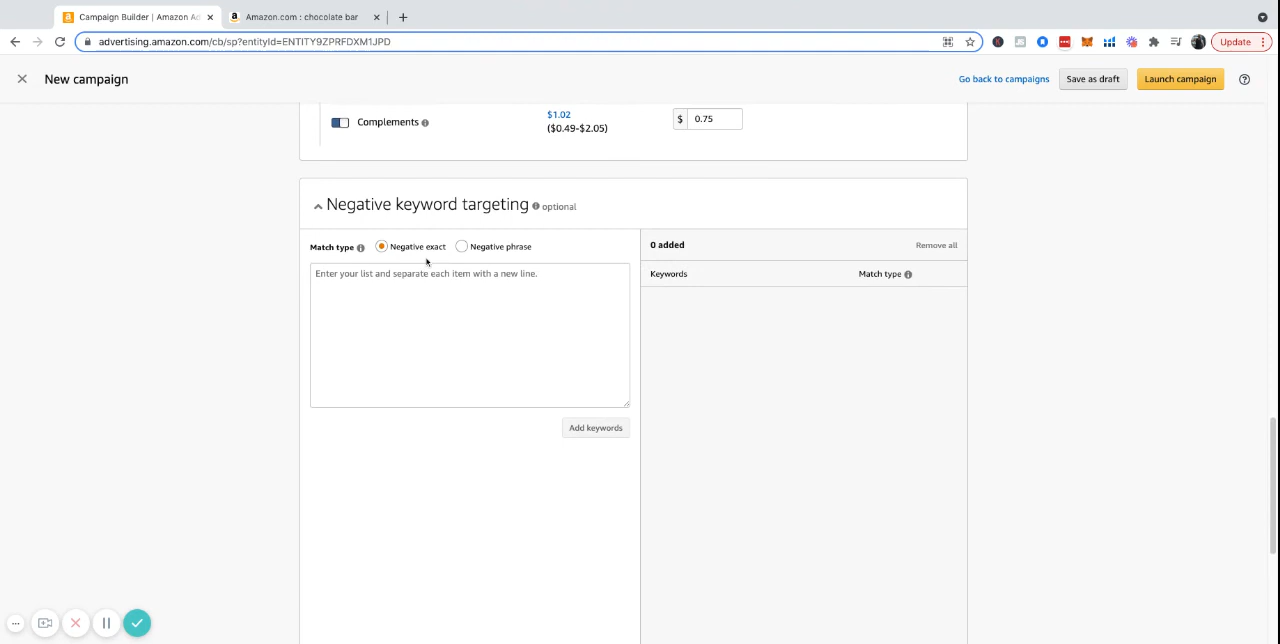 Campaign Builder | Amazon Ad
Amazon.com : chocolate bar
advertising.amazon.com/cb/sp?entityId=ENTITY9ZPRFDXM1JPD
Update
New campaign
Go back to campaigns
Save as draft
Launch campaign
Complements
$1.02
($0.49-$2.05)
$ 0.75
Negative keyword targeting optional
Match type Negative exact Negative phrase
0 added
Remove all
Enter your list and separate each item with a new line.
Keywords
Match type
Add keywords